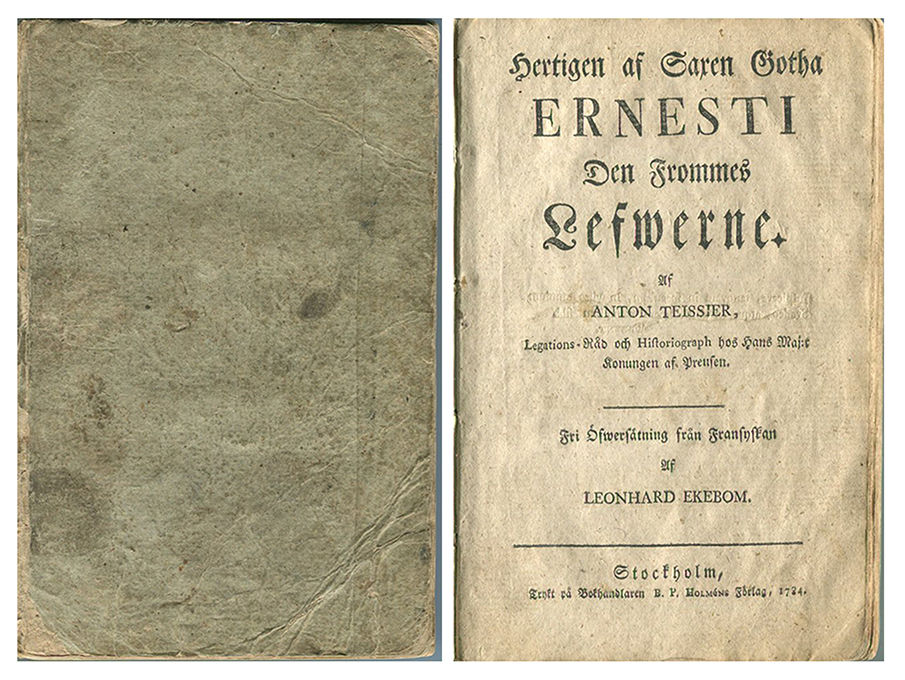 Hertigen af Saxen Gotha
ERNESTI
Den Frommes
Lefwerne.
Af
ANTON TEISSIER,
Legations-Råd och Historiograph hos Hans Maj:t
Konungen af Preusen.
Fri Öfwersätning från Fransyskan
Af
LEONHARD EKEBOM.
Stockholm,
Trykt på Bokhandlaren B. P. HOLMÉNS Förlag, 1784.